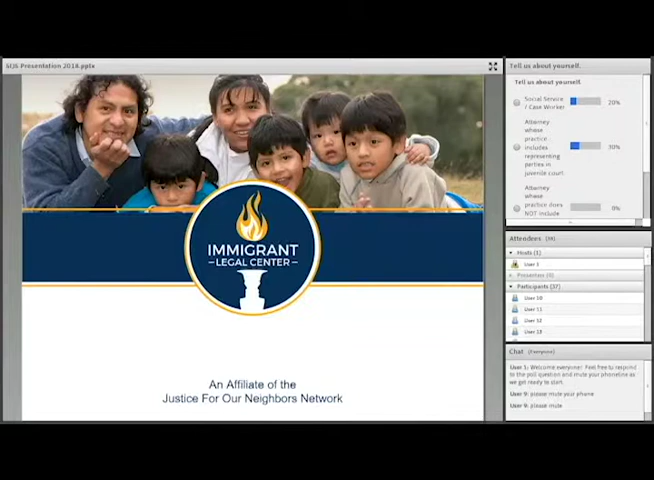 SIJS Presentation 2018.pptx
IMMIGRANT
LEGAL CENTER
An Affiliate of the
Justice For Our Neighbors Network
Tell us about yourself.
Tell us about yourself.
Social Service
/ Case Worker
20%
Attorney
whose
practice
includes
representing
parties in
juvenile court
30%
Attorney
whose
practice does
NOT include
0%
Attendees
Hosts (1)
User 1
Presenters (0)
Participants (37)
User 10
User 11
User 12
User 13
Chat (Everyone)
User 1: Welcome everyone! Feel free to respond
to the poll question and mute your phoneline as
we get ready to start.
User 9: please mute your phone
User 9: please mute